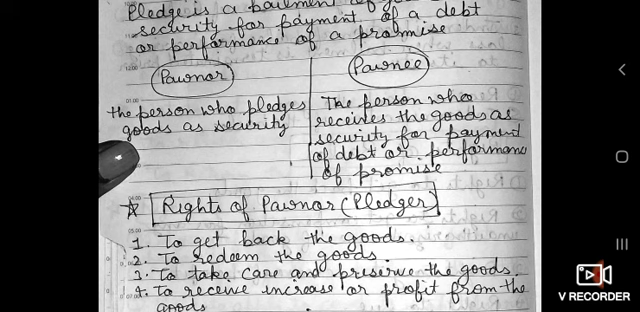 Pledge is a bailment of
security for payment of a debt
or performance of a promise
Pawnor
Pawnee
the person who pledges
goods as security
The person who
receives the goods as
security for payment
of debt or performance
of promise
Rights of Pawnor (Pledger)
1. To get back the goods.
2. To redeem the goods.
3. To take care and preserve the goods.
4. To receive increase or profit from the
goods
V RECORDER